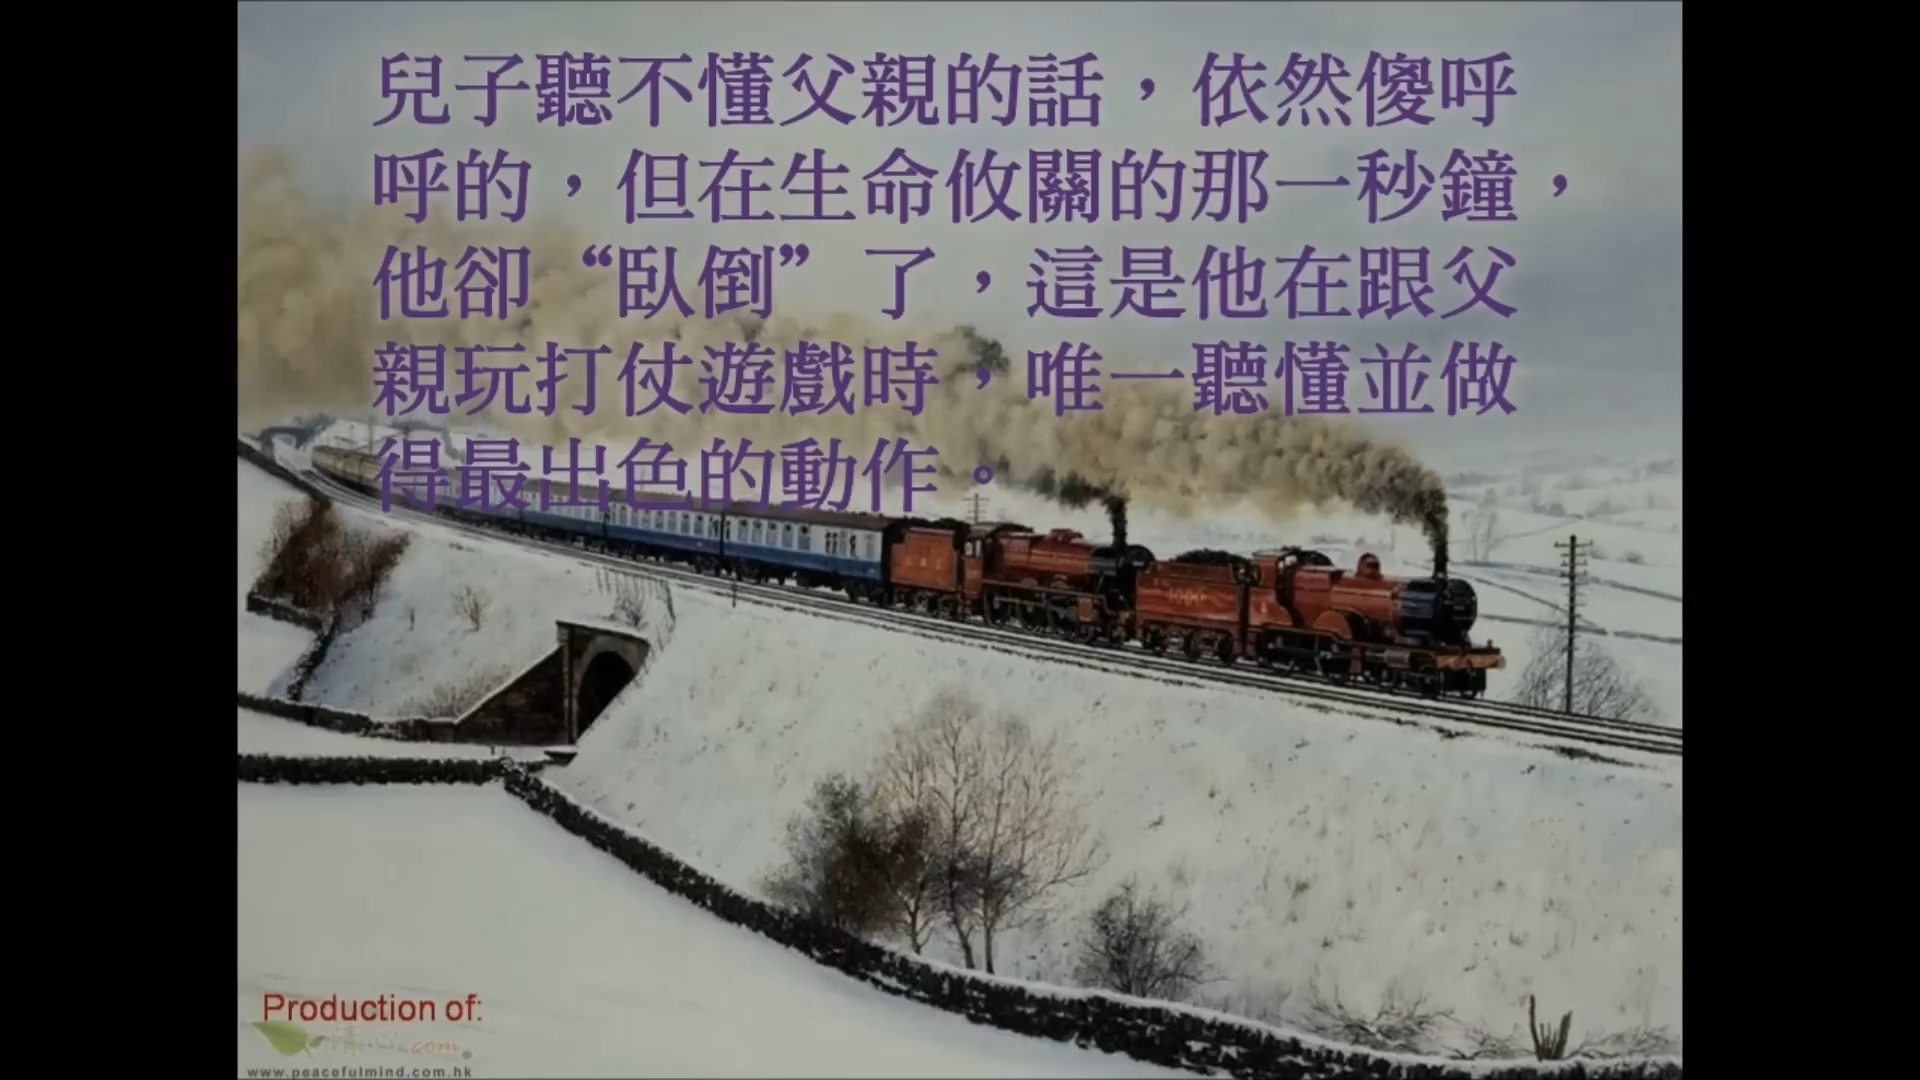 兒子聽不懂父親的話，依然傻呼
呼的，但在生命攸關的那一秒鐘，
他卻“臥倒”了，這是他在跟父
親玩打仗遊戲時，唯一聽懂並做
得最出色的動作。
Production of:
清心.com®
www.peacefulmind.com.hk